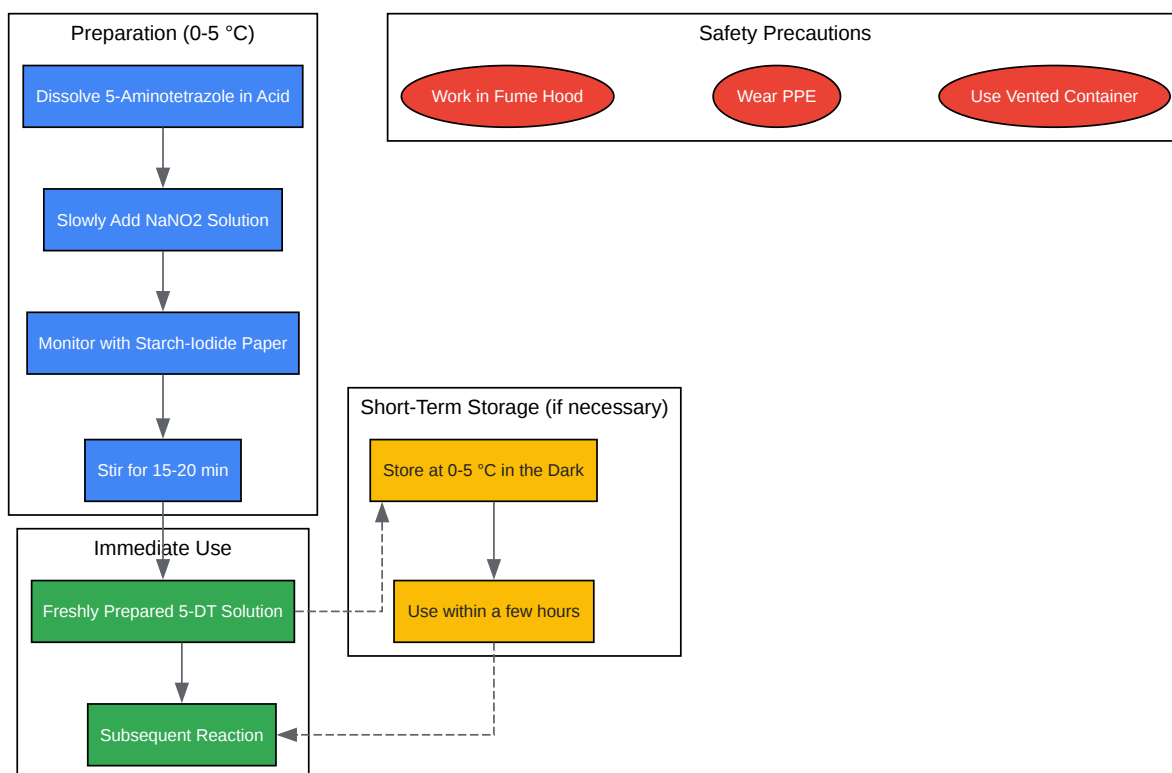 Preparation (0-5 °C)
Dissolve 5-Aminotetrazole in Acid
Slowly Add NaNO2 Solution
Monitor with Starch-Iodide Paper
Stir for 15-20 min
Immediate Use
Freshly Prepared 5-DT Solution
Subsequent Reaction
Short-Term Storage (if necessary)
Store at 0-5 °C in the Dark
Use within a few hours
Safety Precautions
Work in Fume Hood
Wear PPE
Use Vented Container